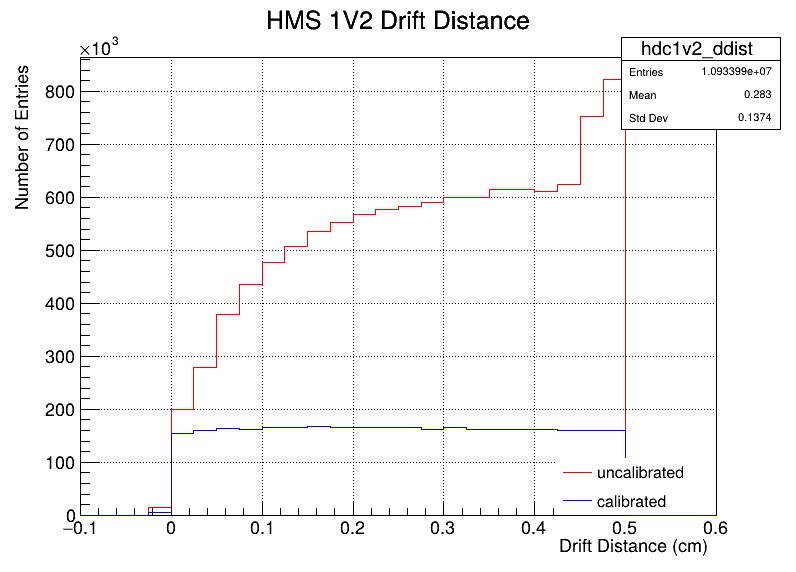 HMS 1V2 Drift Distance
×10³
hdc1v2_ddist
Entries 1.093399e+07
Mean 0.283
Std Dev 0.1374
Number of Entries
800
700
600
500
400
300
200
100
0
uncalibrated
calibrated
−0.1 0 0.1 0.2 0.3 0.4 0.5 0.6
Drift Distance (cm)